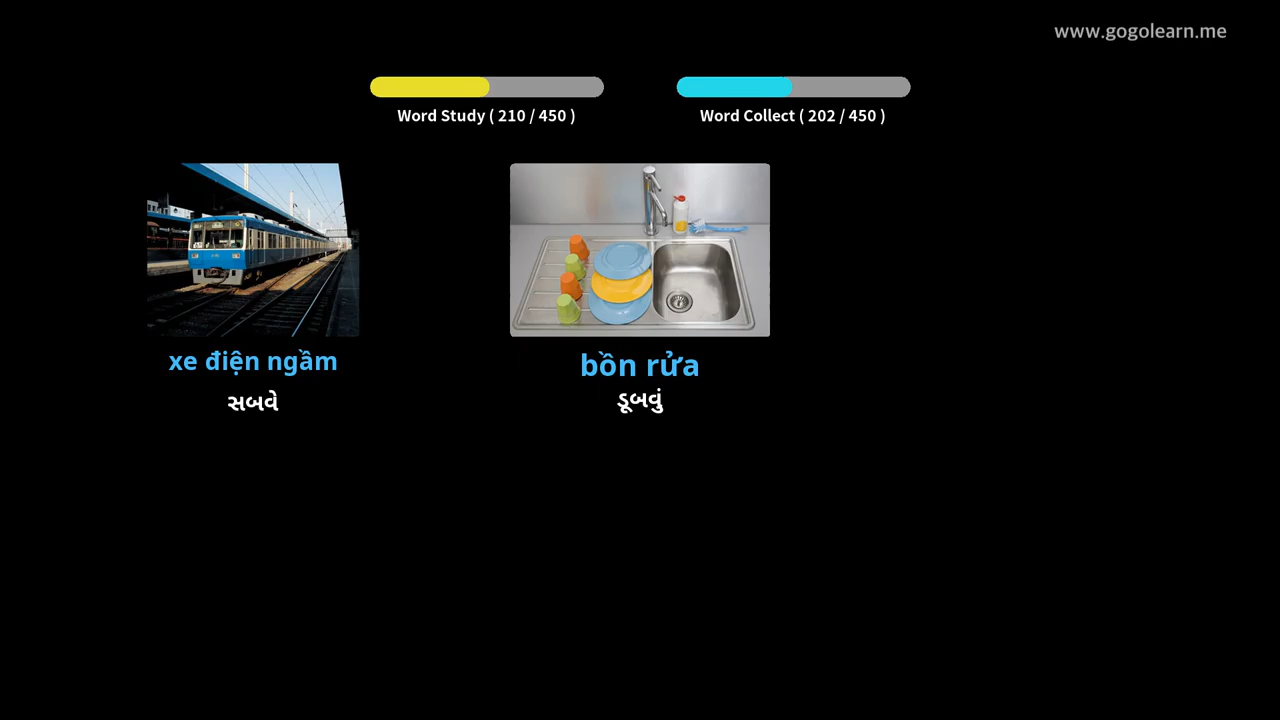 www.gogolearn.me
Word Study ( 210 / 450 )
Word Collect ( 202 / 450 )
xe điện ngầm
સબવે
bồn rửa
ડૂબવું